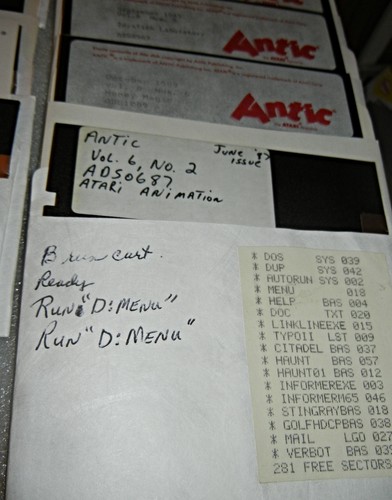 Antic
Antic
ANTIC
JUNE '87
ISSUE
VOL. 6, NO. 2
ADS0687
ATARI ANIMATION
B run cart.
Ready
RUN "D:MENU"
RUN "D:MENU"
* DOS SYS 039
* DUP SYS 042
* AUTORUN SYS 002
* MENU 018
* HELP BAS 004
* DOC TXT 020
* LINKLINEEXE 015
* TYPOII LST 009
* CITADEL BAS 037
* HAUNT BAS 057
* HAUNT01 BAS 012
* INFORMEREXE 003
* INFORMERM65 046
* STINGRAYBAS 018
* GOLFHDCPBAS 038
* MAIL LGO 027
* VERBOT BAS 035
281 FREE SECTORS